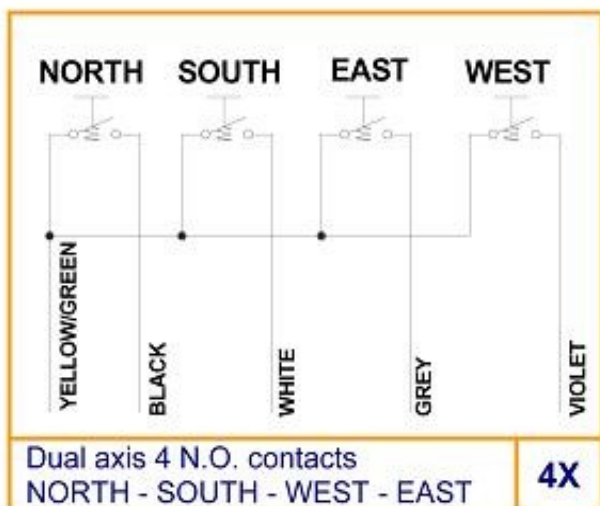 NORTH SOUTH EAST WEST
YELLOW/GREEN
BLACK
WHITE
GREY
VIOLET
Dual axis 4 N.O. contacts
NORTH - SOUTH - WEST - EAST
4X